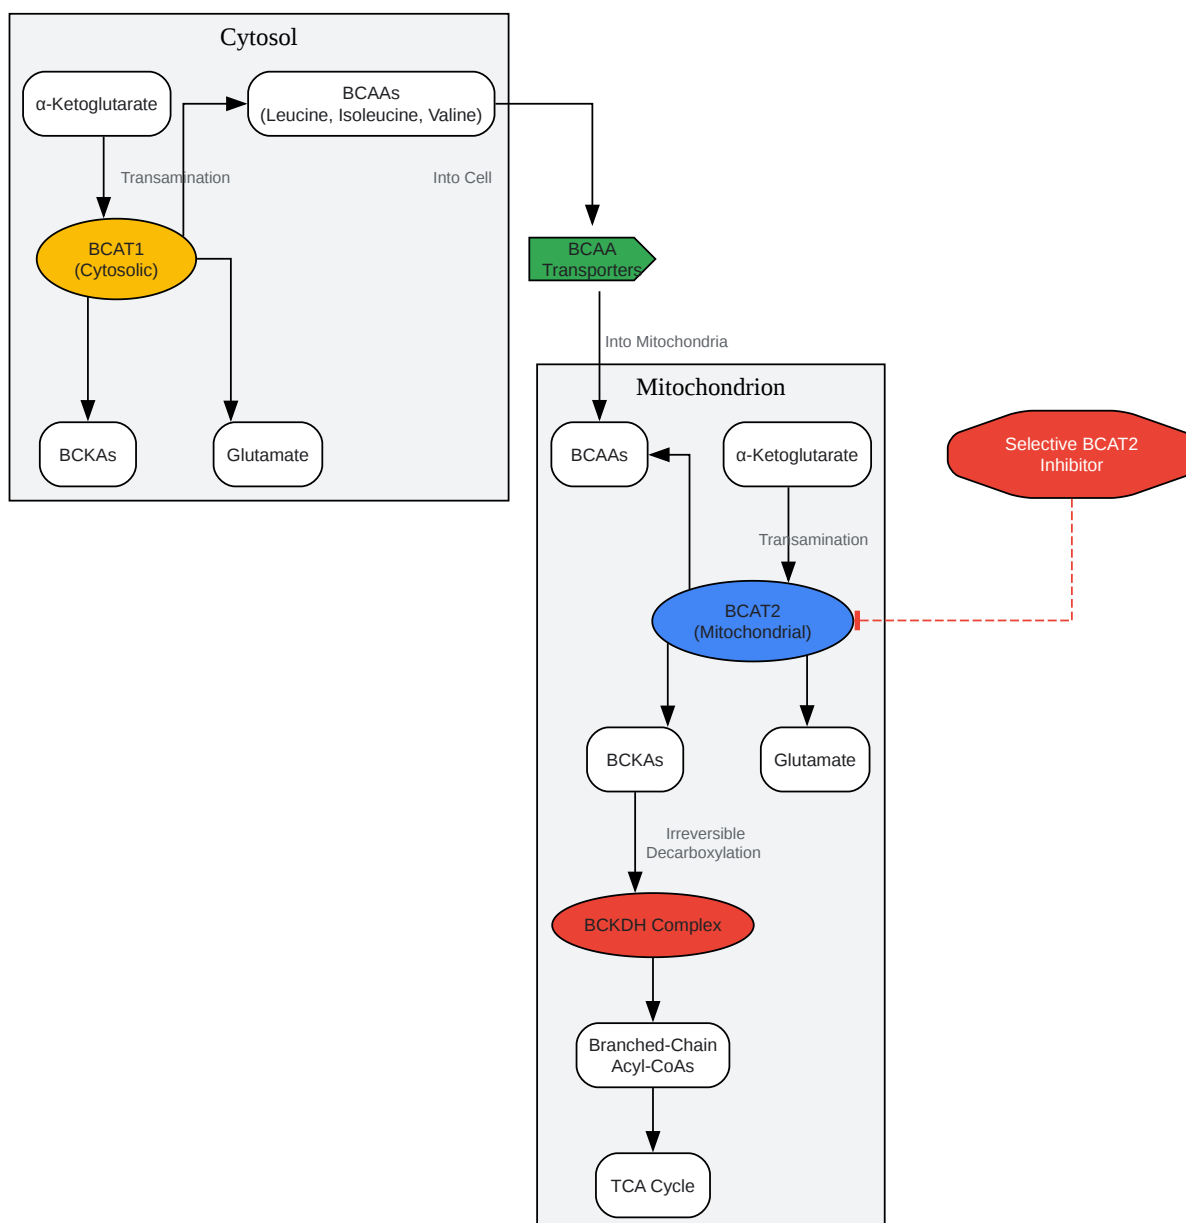 Cytosol
α-Ketoglutarate
BCAAs
(Leucine, Isoleucine, Valine)
Transamination
Into Cell
BCAT1
(Cytosolic)
BCAA
Transporters
Into Mitochondria
Mitochondrion
BCKAs
Glutamate
BCAAs
α-Ketoglutarate
Selective BCAT2
Inhibitor
Transamination
BCAT2
(Mitochondrial)
BCKAs
Glutamate
Irreversible
Decarboxylation
BCKDH Complex
Branched-Chain
Acyl-CoAs
TCA Cycle